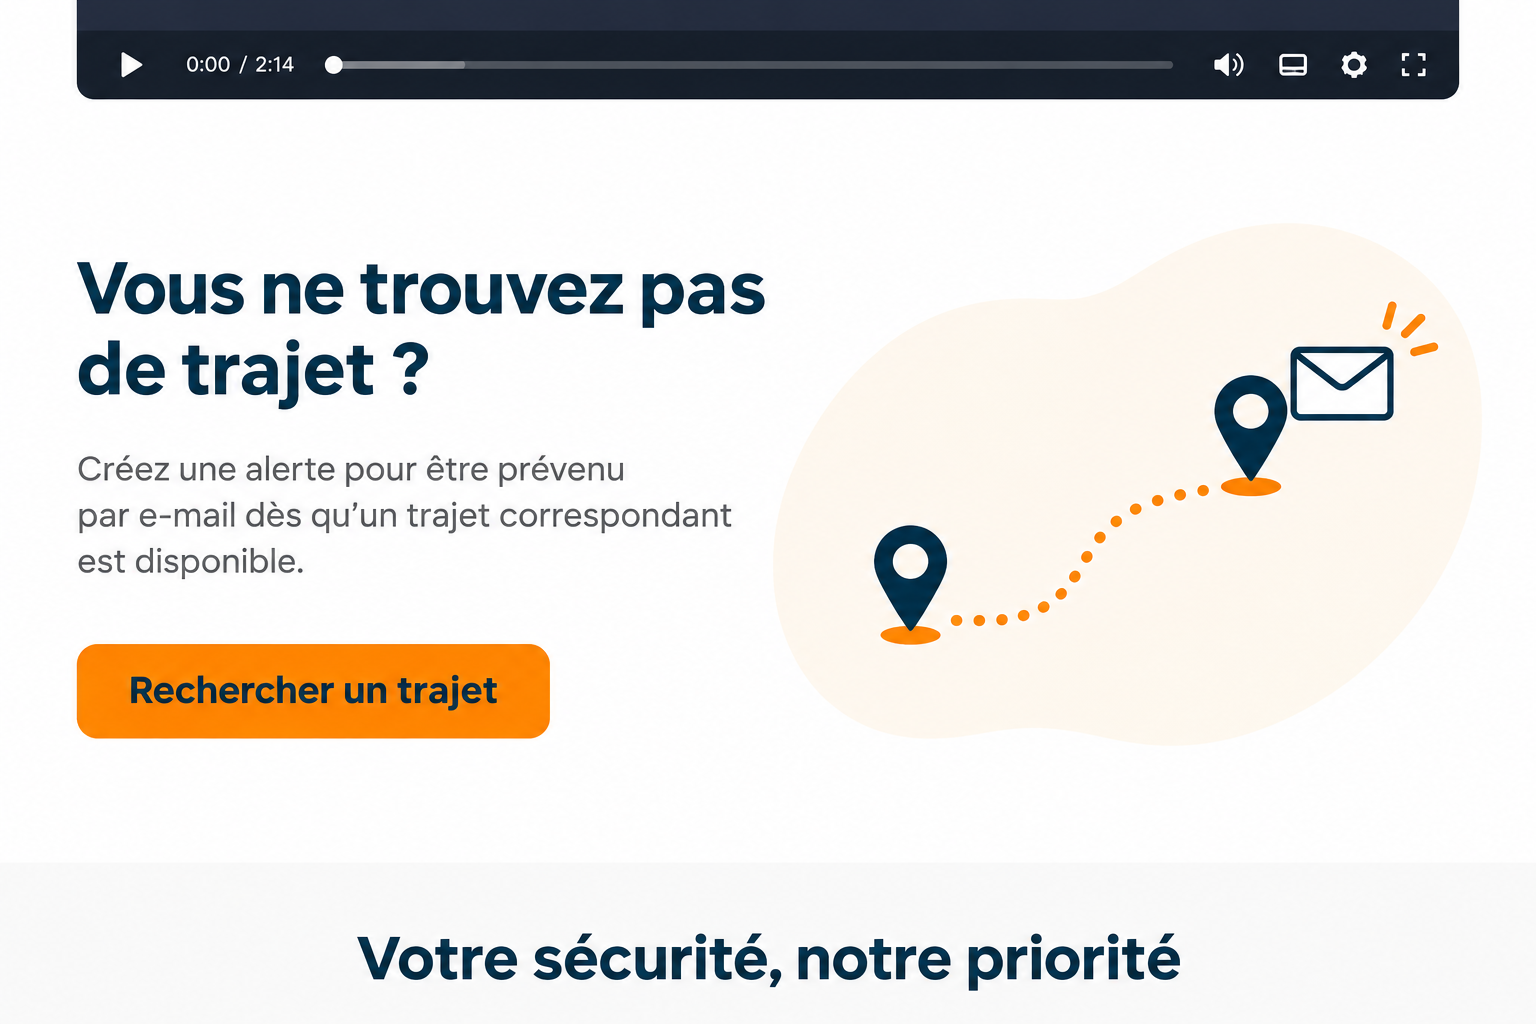 0:00 / 2:14
Vous ne trouvez pas
de trajet ?
Créez une alerte pour être prévenu
par e-mail dès qu’un trajet correspondant
est disponible.
Rechercher un trajet
Votre sécurité, notre priorité